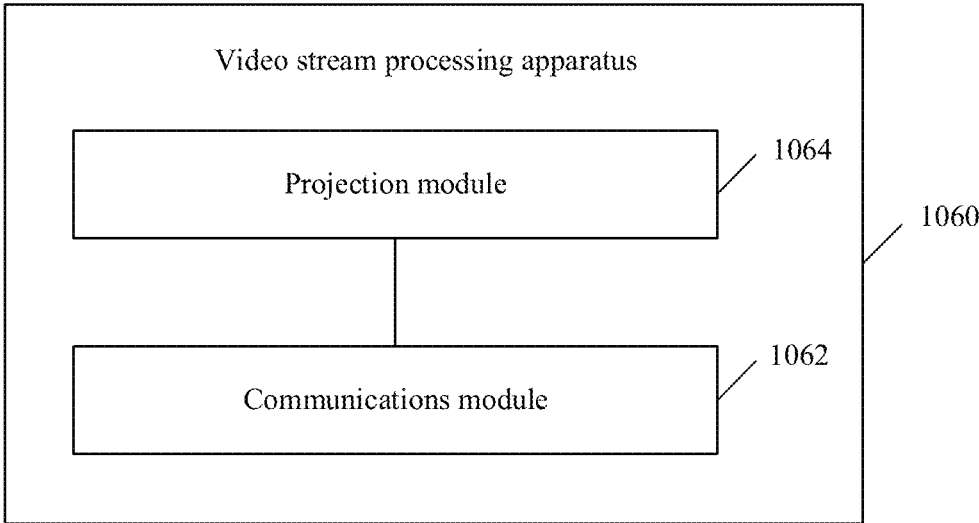 Video stream processing apparatus
1064
Projection module
1060
1062
Communications module